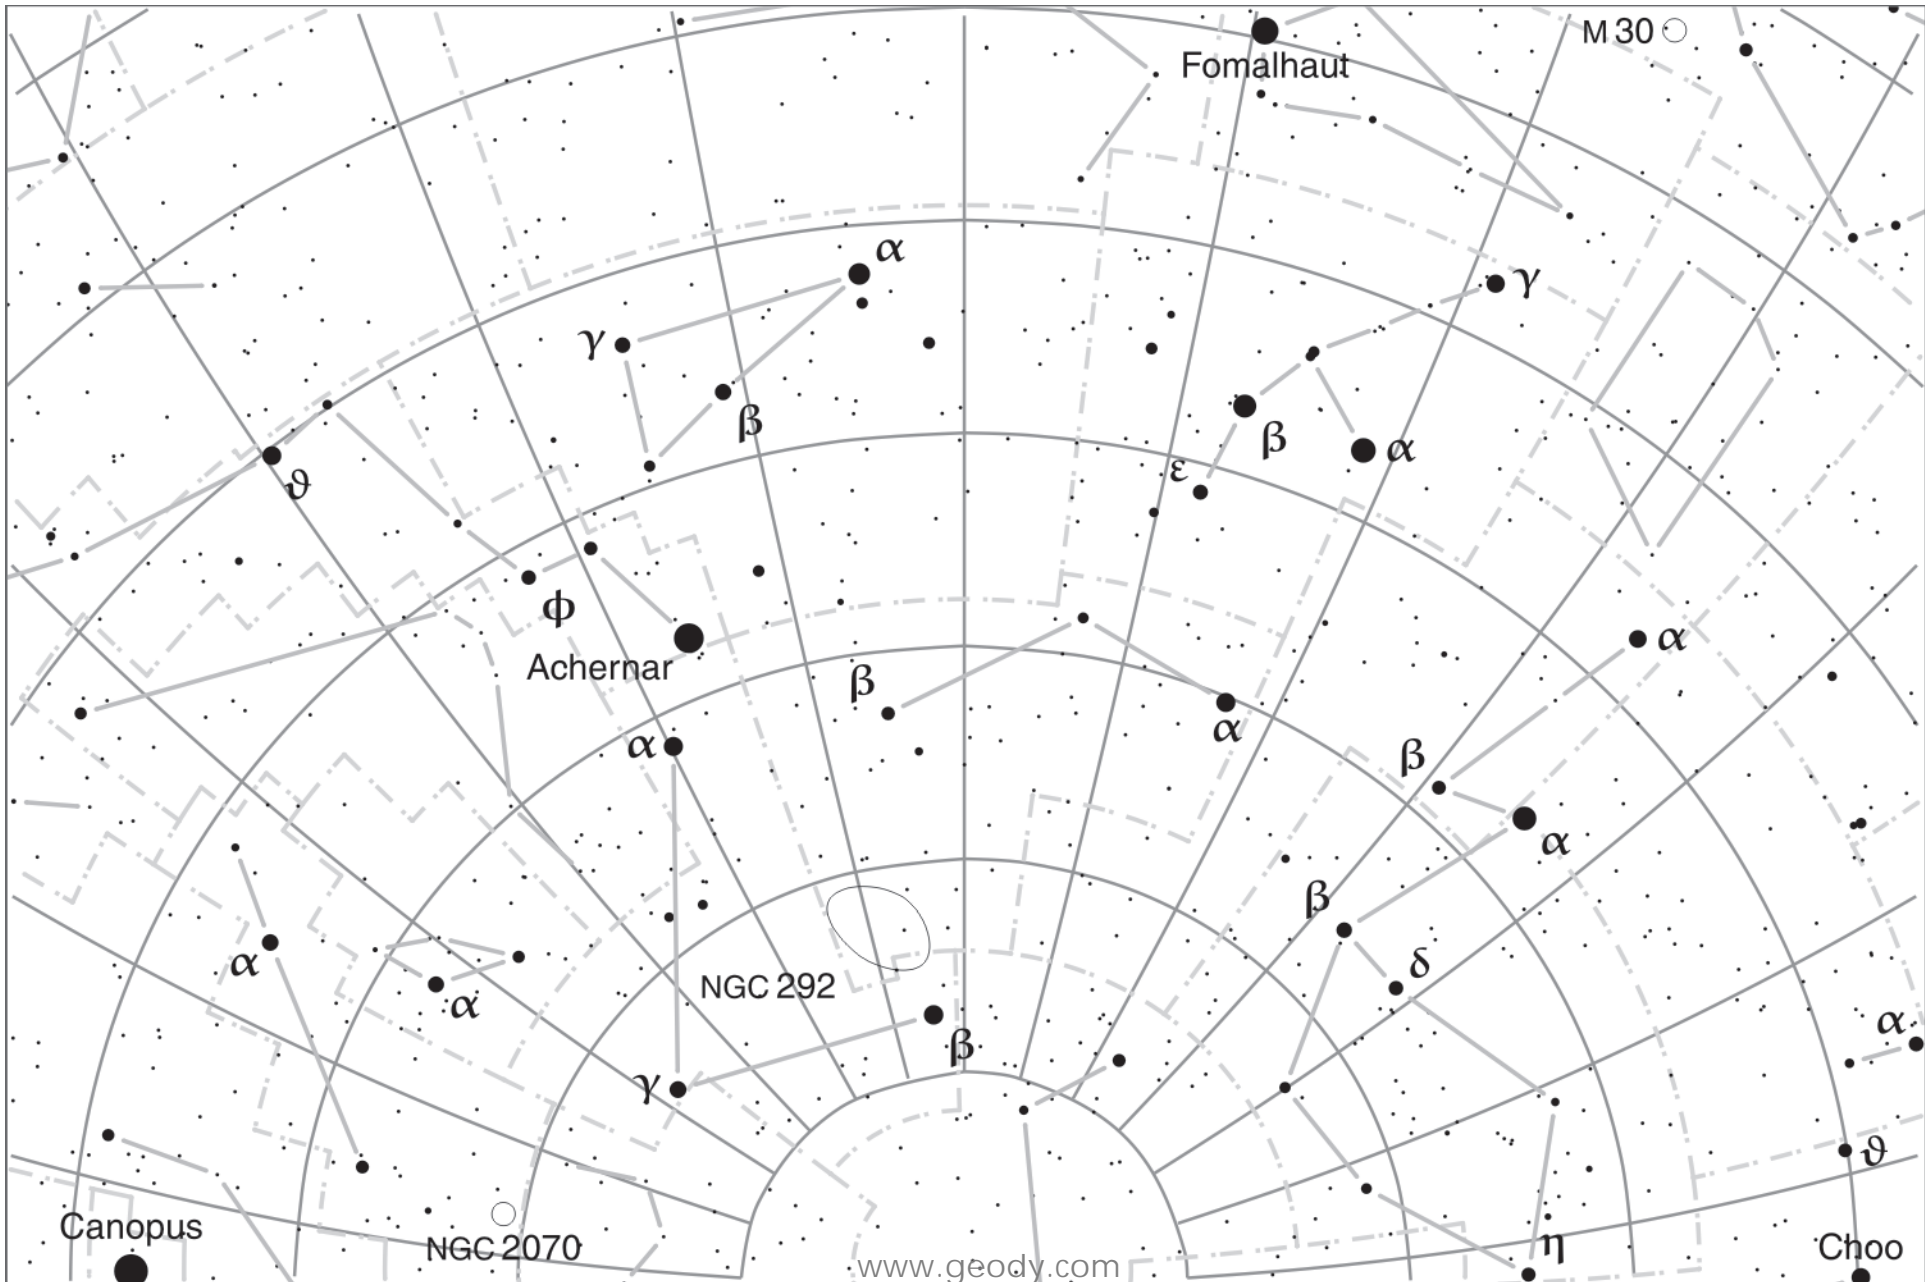 M 30
Fomalhaut
α
γ
γ
β
β
α
ε
ϑ
ϕ
Achernar
α
β
α
α
β
α
β
α
δ
α
NGC 292
α
β
γ
α
ϑ
Canopus
NGC 2070
η
Choo
www.geody.com